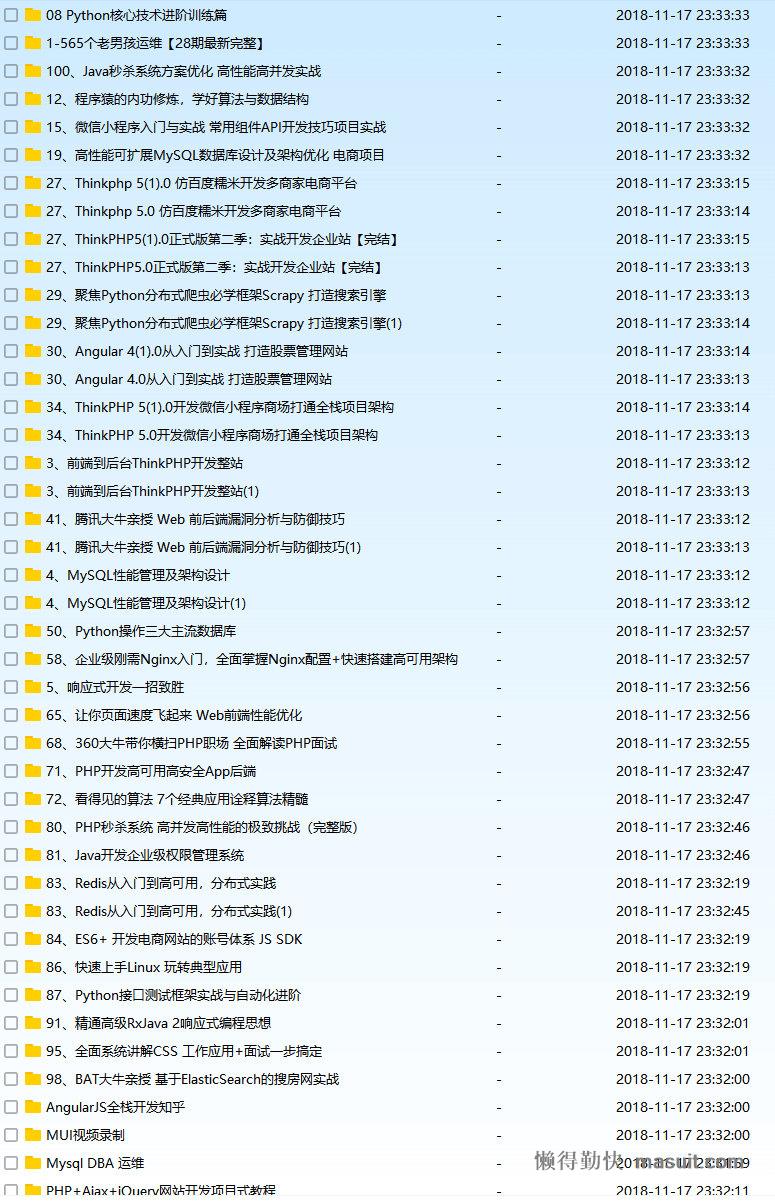 08 Python核心技术进阶训练篇 - 2018-11-17 23:33:33
1-565个老男孩运维【28期最新完整】 - 2018-11-17 23:33:33
100、Java秒杀系统方案优化 高性能高并发实战 - 2018-11-17 23:33:32
12、程序猿的内功修炼，学好算法与数据结构 - 2018-11-17 23:33:32
15、微信小程序入门与实战 常用组件API开发技巧项目实战 - 2018-11-17 23:33:32
19、高性能可扩展MySQL数据库设计及架构优化 电商项目 - 2018-11-17 23:33:32
27、Thinkphp 5(1).0 仿百度糯米开发多商家电商平台 - 2018-11-17 23:33:15
27、Thinkphp 5.0 仿百度糯米开发多商家电商平台 - 2018-11-17 23:33:14
27、ThinkPHP5(1).0正式版第二季：实战开发企业站【完结】 - 2018-11-17 23:33:15
27、ThinkPHP5.0正式版第二季：实战开发企业站【完结】 - 2018-11-17 23:33:13
29、聚焦Python分布式爬虫必学框架Scrapy 打造搜索引擎 - 2018-11-17 23:33:13
29、聚焦Python分布式爬虫必学框架Scrapy 打造搜索引擎(1) - 2018-11-17 23:33:14
30、Angular 4(1).0从入门到实战 打造股票管理网站 - 2018-11-17 23:33:14
30、Angular 4.0从入门到实战 打造股票管理网站 - 2018-11-17 23:33:13
34、ThinkPHP 5(1).0开发微信小程序商场打通全栈项目架构 - 2018-11-17 23:33:14
34、ThinkPHP 5.0开发微信小程序商场打通全栈项目架构 - 2018-11-17 23:33:13
3、前端到后台ThinkPHP开发整站 - 2018-11-17 23:33:12
3、前端到后台ThinkPHP开发整站(1) - 2018-11-17 23:33:13
41、腾讯大牛亲授 Web 前后端漏洞分析与防御技巧 - 2018-11-17 23:33:12
41、腾讯大牛亲授 Web 前后端漏洞分析与防御技巧(1) - 2018-11-17 23:33:13
4、MySQL性能管理及架构设计 - 2018-11-17 23:33:12
4、MySQL性能管理及架构设计(1) - 2018-11-17 23:33:12
50、Python操作三大主流数据库 - 2018-11-17 23:32:57
58、企业级刚需Nginx入门，全面掌握Nginx配置+快速搭建高可用架构 - 2018-11-17 23:32:57
5、响应式开发一招致胜 - 2018-11-17 23:32:56
65、让你页面速度飞起来 Web前端性能优化 - 2018-11-17 23:32:56
68、360大牛带你横扫PHP职场 全面解读PHP面试 - 2018-11-17 23:32:55
71、PHP开发高可用高安全App后端 - 2018-11-17 23:32:47
72、看得见的算法 7个经典应用诠释算法精髓 - 2018-11-17 23:32:47
80、PHP秒杀系统 高并发高性能的极致挑战（完整版） - 2018-11-17 23:32:46
81、Java开发企业级权限管理系统 - 2018-11-17 23:32:46
83、Redis从入门到高可用，分布式实践 - 2018-11-17 23:32:19
83、Redis从入门到高可用，分布式实践(1) - 2018-11-17 23:32:45
84、ES6+ 开发电商网站的账号体系 JS SDK - 2018-11-17 23:32:19
86、快速上手Linux 玩转典型应用 - 2018-11-17 23:32:19
87、Python接口测试框架实战与自动化进阶 - 2018-11-17 23:32:19
91、精通高级RxJava 2响应式编程思想 - 2018-11-17 23:32:01
95、全面系统讲解CSS 工作应用+面试一步搞定 - 2018-11-17 23:32:01
98、BAT大牛亲授 基于ElasticSearch的搜房网实战 - 2018-11-17 23:32:00
AngularJS全栈开发知乎 - 2018-11-17 23:32:00
MUI视频录制 - 2018-11-17 23:32:00
Mysql DBA 运维 - 2018-11-17 23:31:59
懒得勤快 masuit.com
PHP+Ajax+jQuery网站开发项目式教程 - 2018-11-17 23:32:11